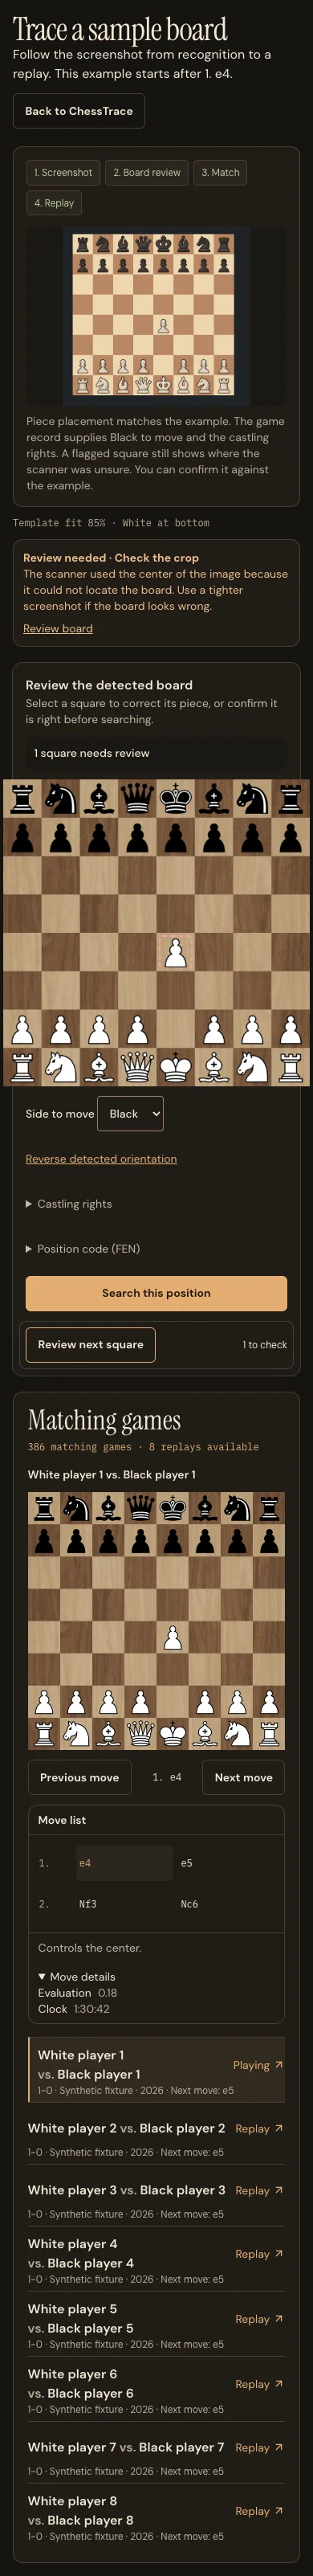 Trace a sample board
Follow the screenshot from recognition to a
replay. This example starts after 1. e4.
Back to ChessTrace
1. Screenshot
2. Board review
3. Match
4. Replay
Piece placement matches the example. The game
record supplies Black to move and the castling
rights. A flagged square still shows where the
scanner was unsure. You can confirm it against
the example.
Template fit 85% · White at bottom
Review needed · Check the crop
The scanner used the center of the image because
it could not locate the board. Use a tighter
screenshot if the board looks wrong.
Review board
Review the detected board
Select a square to correct its piece, or confirm it
is right before searching.
1 square needs review
Side to move Black
Reverse detected orientation
▶ Castling rights
▶ Position code (FEN)
Search this position
Review next square 1 to check
Matching games
386 matching games · 8 replays available
White player 1 vs. Black player 1
Previous move 1. e4 Next move
Move list
1. e4 e5
2. Nf3 Nc6
Controls the center.
▼ Move details
Evaluation 0.18
Clock 1:30:42
White player 1
vs. Black player 1
Playing ↗
1-0 · Synthetic fixture · 2026 · Next move: e5
White player 2 vs. Black player 2 Replay ↗
1-0 · Synthetic fixture · 2026 · Next move: e5
White player 3 vs. Black player 3 Replay ↗
1-0 · Synthetic fixture · 2026 · Next move: e5
White player 4
vs. Black player 4
Replay ↗
1-0 · Synthetic fixture · 2026 · Next move: e5
White player 5
vs. Black player 5
Replay ↗
1-0 · Synthetic fixture · 2026 · Next move: e5
White player 6
vs. Black player 6
Replay ↗
1-0 · Synthetic fixture · 2026 · Next move: e5
White player 7 vs. Black player 7 Replay ↗
1-0 · Synthetic fixture · 2026 · Next move: e5
White player 8
vs. Black player 8
Replay ↗
1-0 · Synthetic fixture · 2026 · Next move: e5